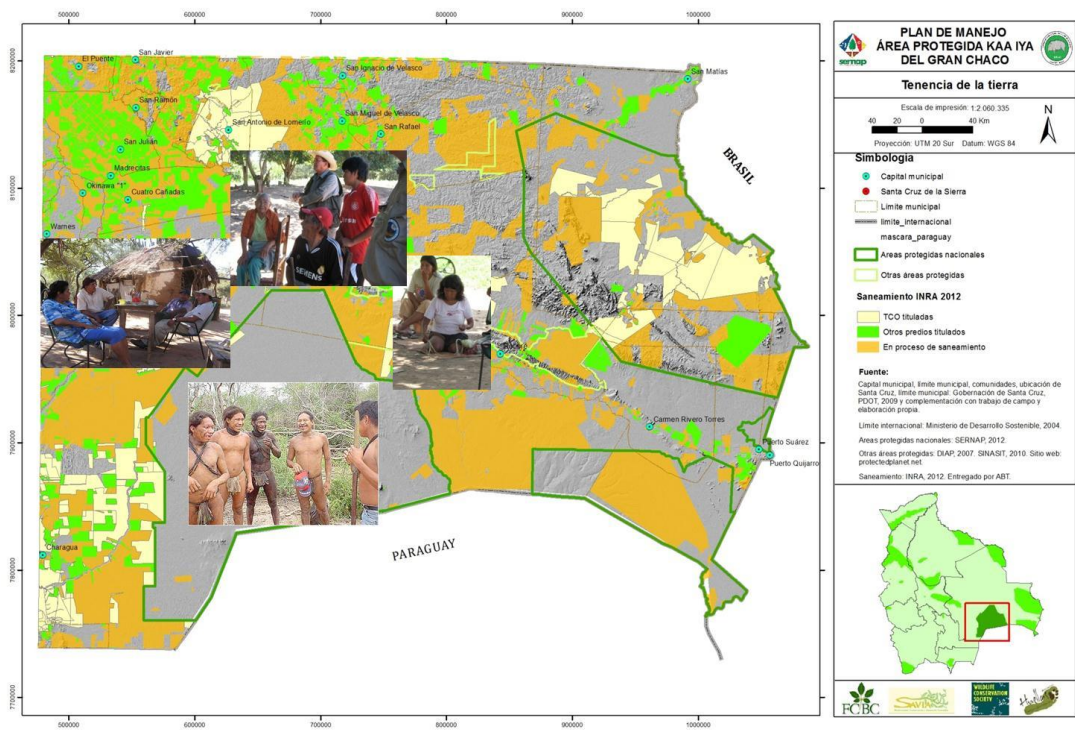 PLAN DE MANEJO
ÁREA PROTEGIDA KAA IYA
DEL GRAN CHACO
sernap
Tenencia de la tierra
Escala de impresión: 1:2.060.335
N
40 20 0 40 Km
Proyección: UTM 20 Sur Datum: WGS 84
Simbología
Capital municipal
Santa Cruz de la Sierra
Límite municipal
limite_internacional
mascara_paraguay
Areas protegidas nacionales
Otras áreas protegidas
Saneamiento INRA 2012
TCO tituladas
Otros predios titulados
En proceso de saneamiento
Fuente:
Capital municipal, límite municipal, comunidades, ubicación de
Santa Cruz, límite municipal: Gobernación de Santa Cruz,
PDOT, 2009 y complementación con trabajo de campo y
elaboración propia.
Límite internacional: Ministerio de Desarrollo Sostenible, 2004.
Areas protegidas nacionales: SERNAP, 2012.
Otras áreas protegidas: DIAP, 2007. SINASIT, 2010. Sitio web:
protectedplanet.net.
Saneamiento: INRA, 2012. Entregado por ABT.
FCBC
SAVIA
WILDLIFE
CONSERVATION
SOCIETY
500000 600000 700000 800000 900000 1000000
8200000
8100000
8000000
7900000
7800000
7700000
San Javier
El Puente
San Ignacio de Velasco
San Matías
San Ramón
San Miguel de Velasco
San Antonio de Lomerio
San Rafael
San Julián
Madrecitas
Okinawa "1"
Cuatro Cañadas
Warnes
BRASIL
SIEMENS
Carmen Rivero Torres
Puerto Suárez
Puerto Quijarro
Charagua
PARAGUAY
500000 600000 700000 800000 900000 1000000